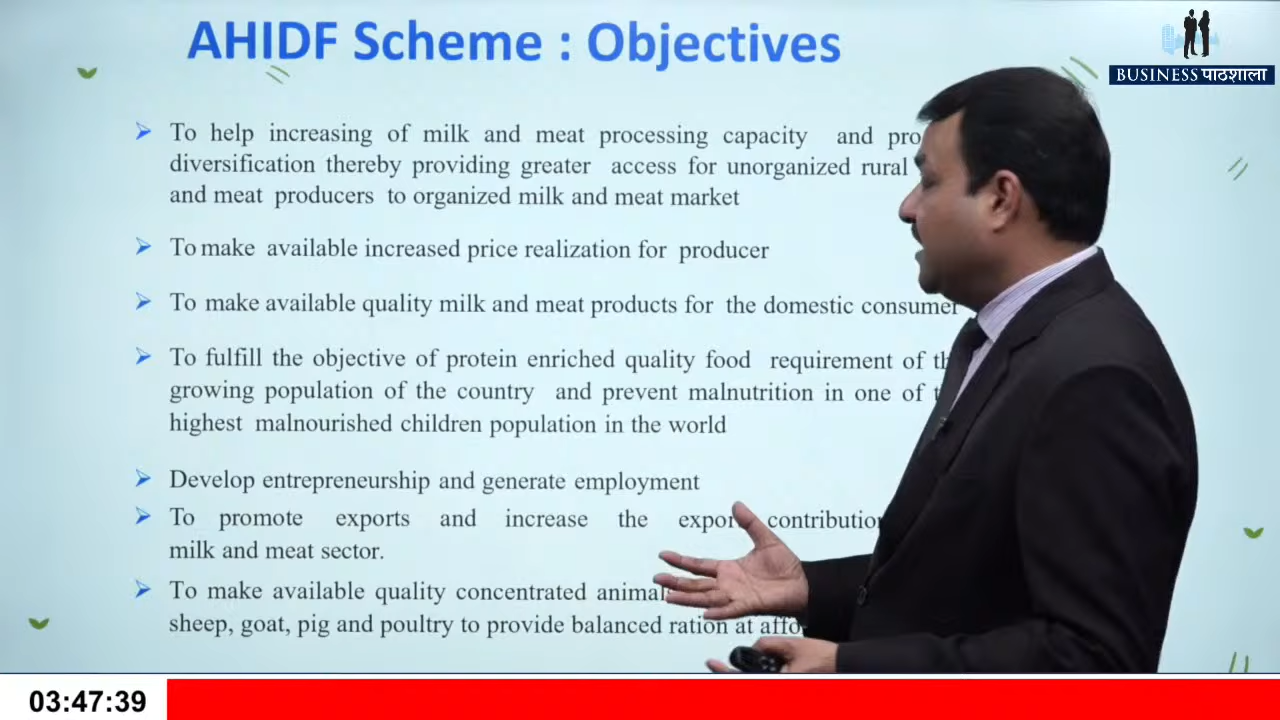 AHIDF Scheme : Objectives
BUSINESS पाठशाला
➢ To help increasing of milk and meat processing capacity and
diversification thereby providing greater access for unorganized rural
and meat producers to organized milk and meat market
➢ To make available increased price realization for producer
➢ To make available quality milk and meat products for the domestic consumer
➢ To fulfill the objective of protein enriched quality food requirement of
growing population of the country and prevent malnutrition in one of
highest malnourished children population in the world
➢ Develop entrepreneurship and generate employment
➢ To promote exports and increase the export contribution
milk and meat sector.
➢ To make available quality concentrated animal
sheep, goat, pig and poultry to provide balanced ration at
03:47:39